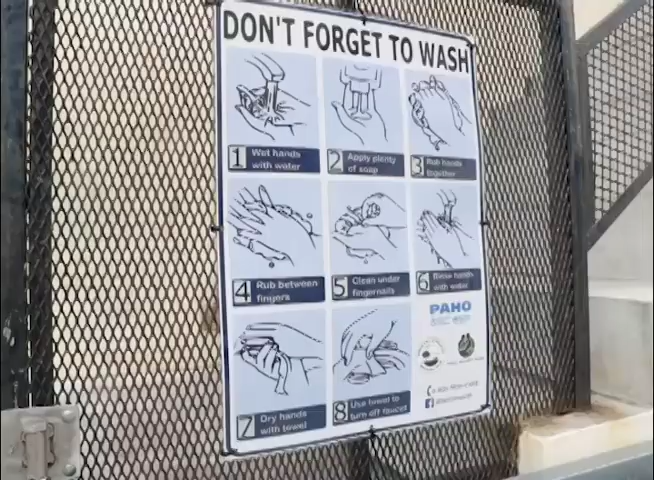 DON'T FORGET TO WASH
1 Wet hands
with water
2 Apply plenty
of soap
3 Rub hands
together
4 Rub between
fingers
5 Clean under
fingernails
6 Rinse hands
with water
PAHO
7 Dry hands
with towel
8 Use towel to
turn off faucet